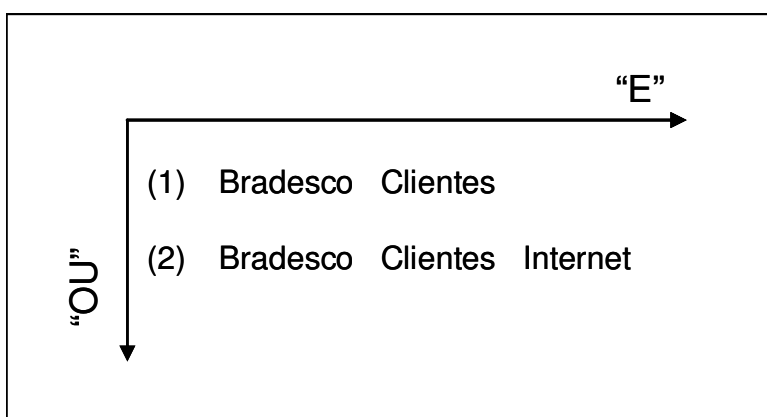 “E”
(1) Bradesco Clientes
(2) Bradesco Clientes Internet
“OU”